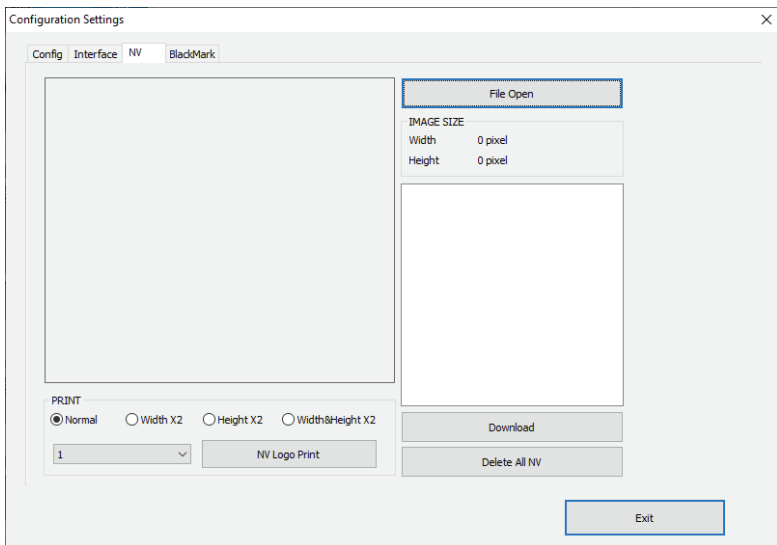 Configuration Settings
Config Interface NV BlackMark
File Open
IMAGE SIZE
Width 0 pixel
Height 0 pixel
PRINT
Normal Width X2 Height X2 Width&Height X2
1 NV Logo Print
Download
Delete All NV
Exit